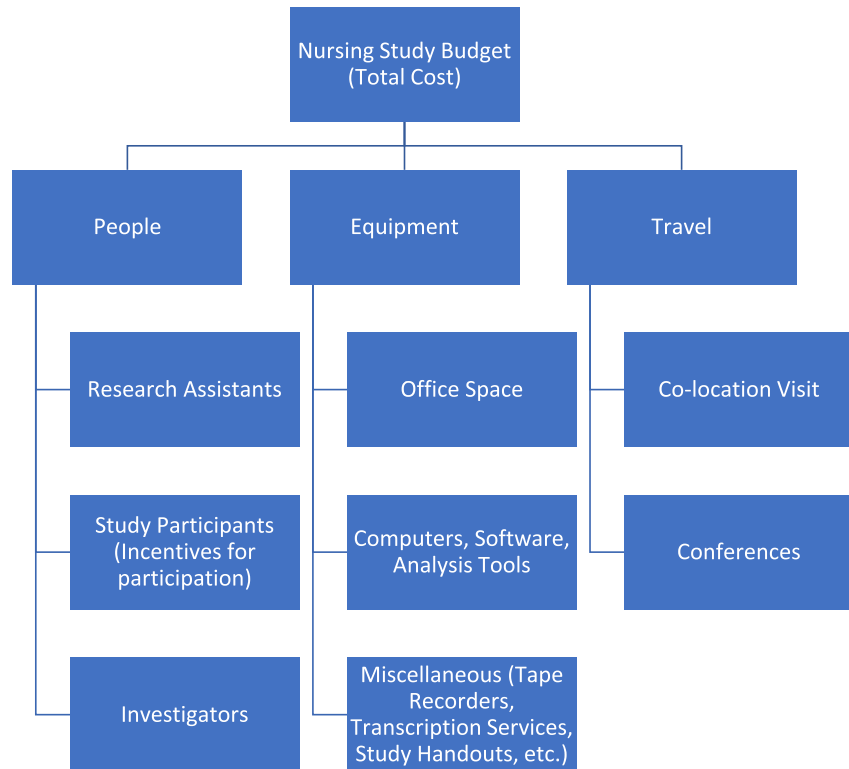 Nursing Study Budget
(Total Cost)
People
Equipment
Travel
Research Assistants
Office Space
Co-location Visit
Study Participants
(Incentives for
participation)
Computers, Software,
Analysis Tools
Conferences
Investigators
Miscellaneous (Tape
Recorders,
Transcription Services,
Study Handouts, etc.)